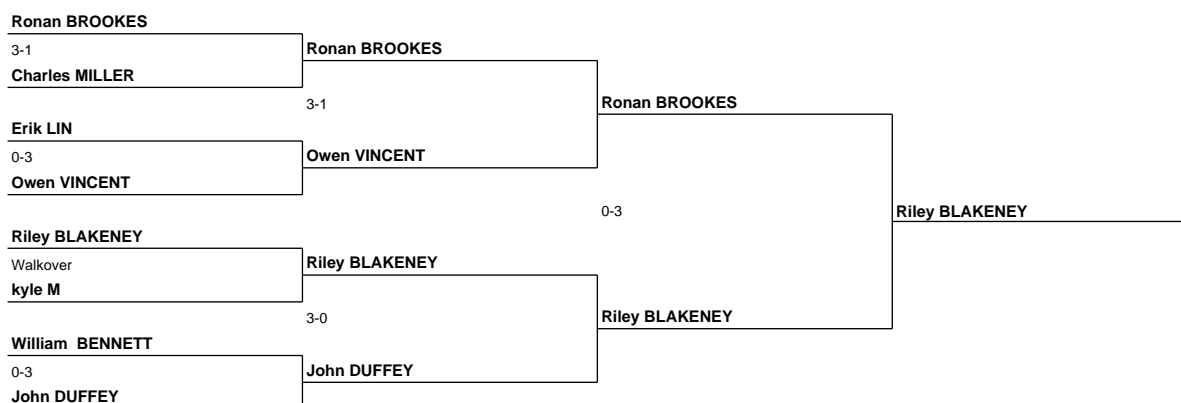 Ronan BROOKES
3-1
Charles MILLER
Ronan BROOKES
3-1
Ronan BROOKES
Erik LIN
0-3
Owen VINCENT
Owen VINCENT
0-3
Riley BLAKENEY
Riley BLAKENEY
Walkover
kyle M
Riley BLAKENEY
3-0
Riley BLAKENEY
William  BENNETT
0-3
John DUFFEY
John DUFFEY